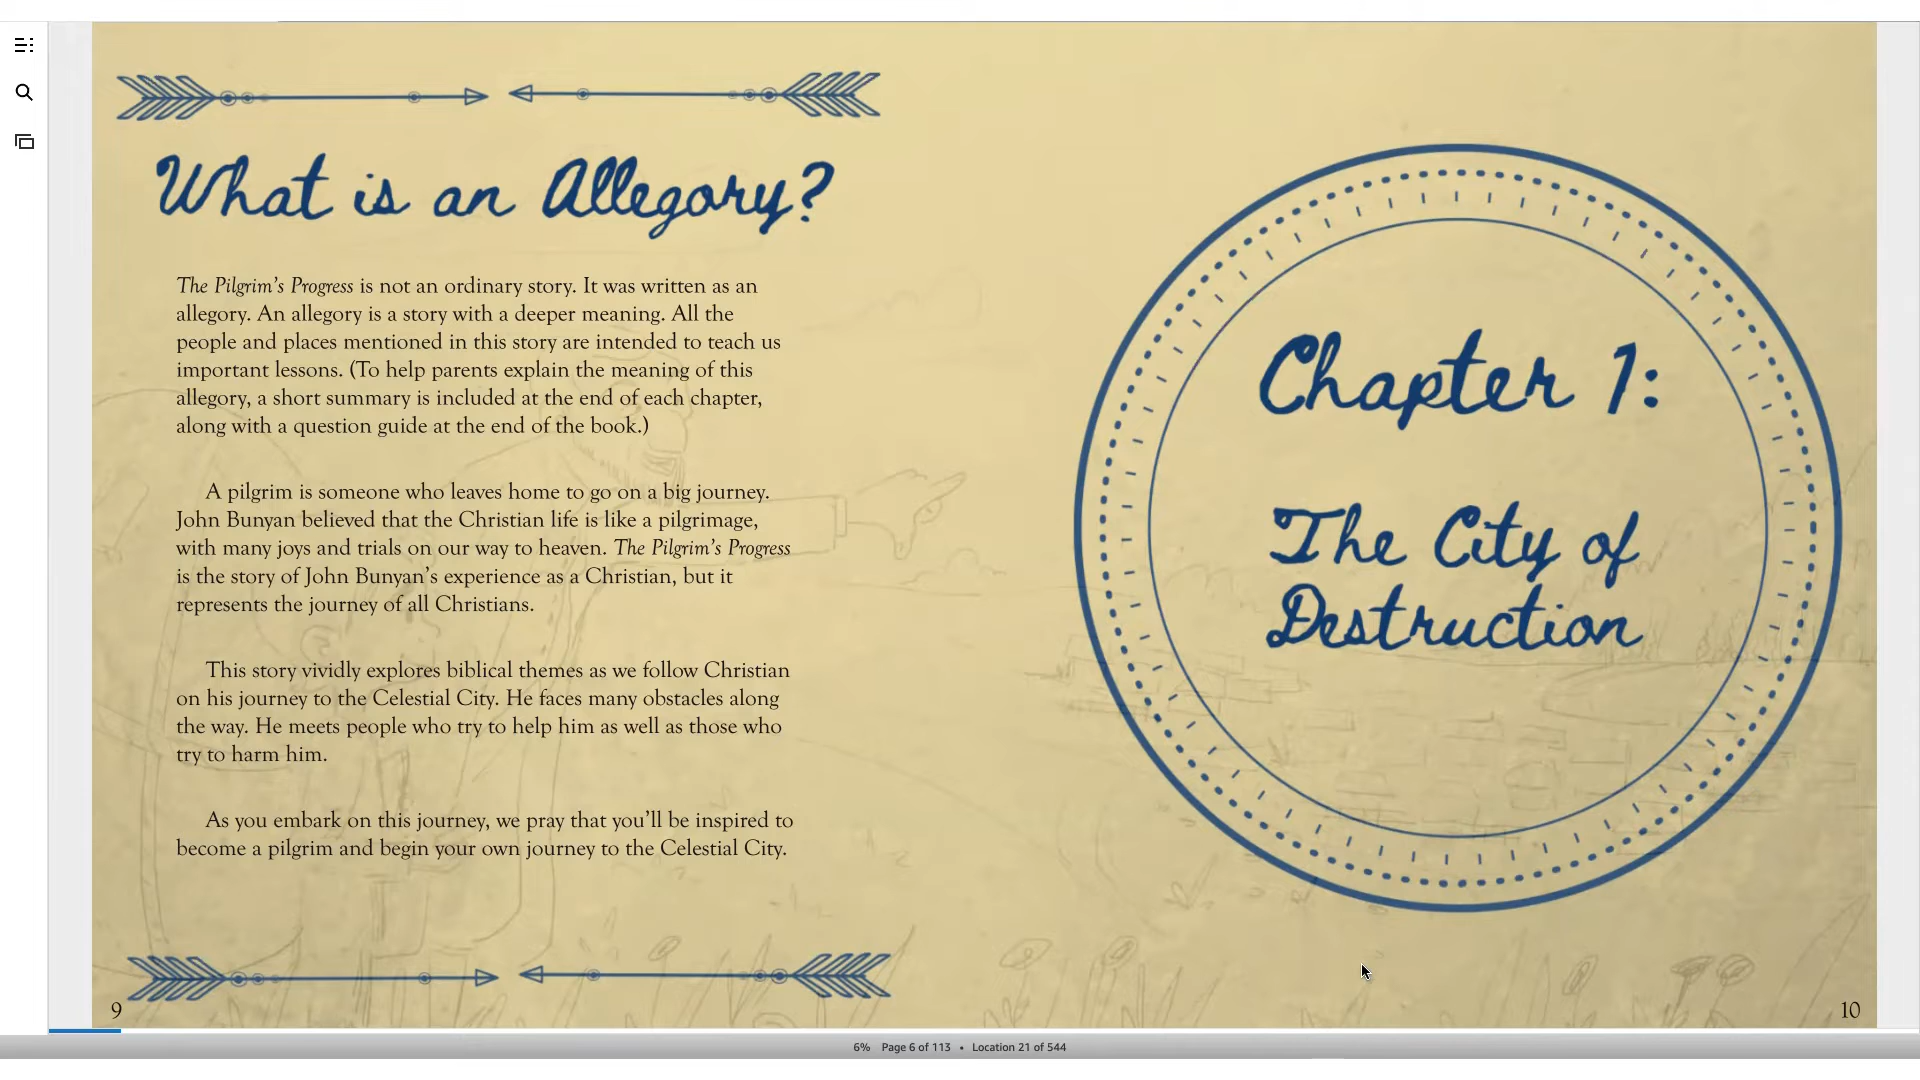 What is an Allegory?
The Pilgrim's Progress is not an ordinary story. It was written as an
allegory. An allegory is a story with a deeper meaning. All the
people and places mentioned in this story are intended to teach us
important lessons. (To help parents explain the meaning of this
allegory, a short summary is included at the end of each chapter,
along with a question guide at the end of the book.)
A pilgrim is someone who leaves home to go on a big journey.
John Bunyan believed that the Christian life is like a pilgrimage,
with many joys and trials on our way to heaven. The Pilgrim's Progress
is the story of John Bunyan's experience as a Christian, but it
represents the journey of all Christians.
This story vividly explores biblical themes as we follow Christian
on his journey to the Celestial City. He faces many obstacles along
the way. He meets people who try to help him as well as those who
try to harm him.
As you embark on this journey, we pray that you'll be inspired to
become a pilgrim and begin your own journey to the Celestial City.
9
Chapter 1:
The City of
Destruction
10
6% Page 6 of 113 • Location 21 of 544